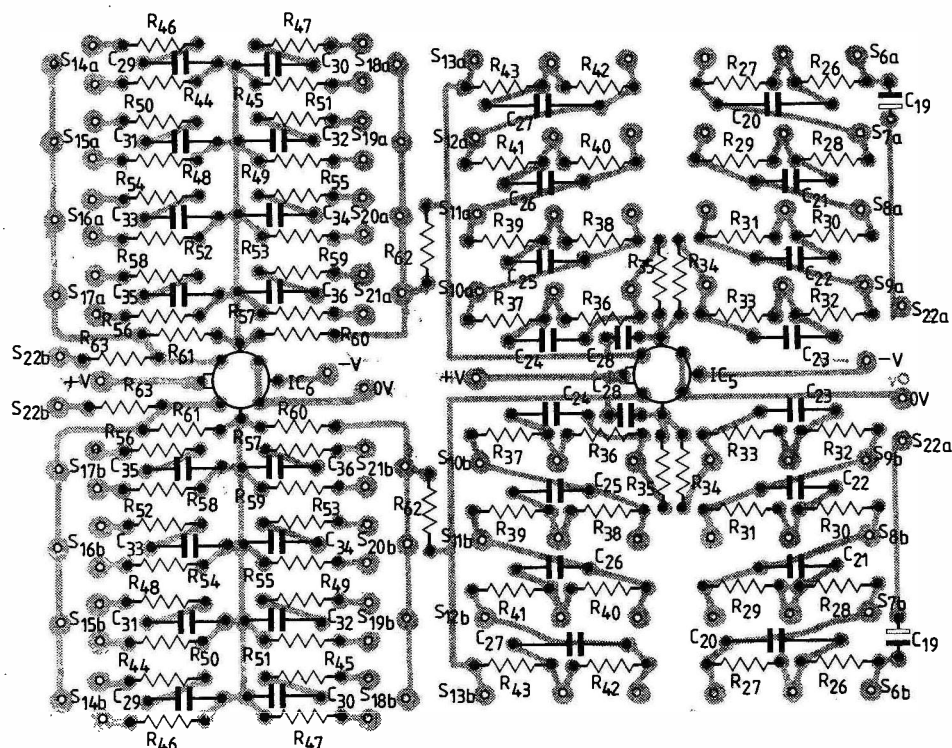 R46 R47
S14a C29 C30 S18a S13a R43 R42 R27 R26 S6a
R44 R45 C27 C20 C19
R50 R51 S12a S7a
S15a C31 C32 S19a R41 R40 R29 R28
R48 R49 C26 C21
R54 R55 S11a S8a
S16a C33 C34 S20a R39 R38 R31 R30
R52 R53 R62 C25 R35 R34 C22
R58 R59 S10a S9a
S17a C35 C36 S21a R37 R36 R33 R32 S22a
R56 R57 R60 C24 C28 C23
S22b R63 R61
+V IC6 -V +V IC5 -V
R63 0V C28 V
S22b R61 R60 C24 C23 0V
R56 R57 R37 R36 R33 R32 S22a
S17b C35 C36 S21b S10b S9b
R52 R58 R59 R53 R62 C25 R35 R34 C22
S16b C33 C34 S20b S11b R39 R38 R31 R30 S8b
R54 R55 C26 C21
R48 R49 R41 R40 R29 R28 S7b
S15b C31 C32 S19b S12b
R50 R51 C27 C20 C19
R44 R45
S14b C29 C30 S18b S13b R43 R42 R27 R26 S6b
R46 R47